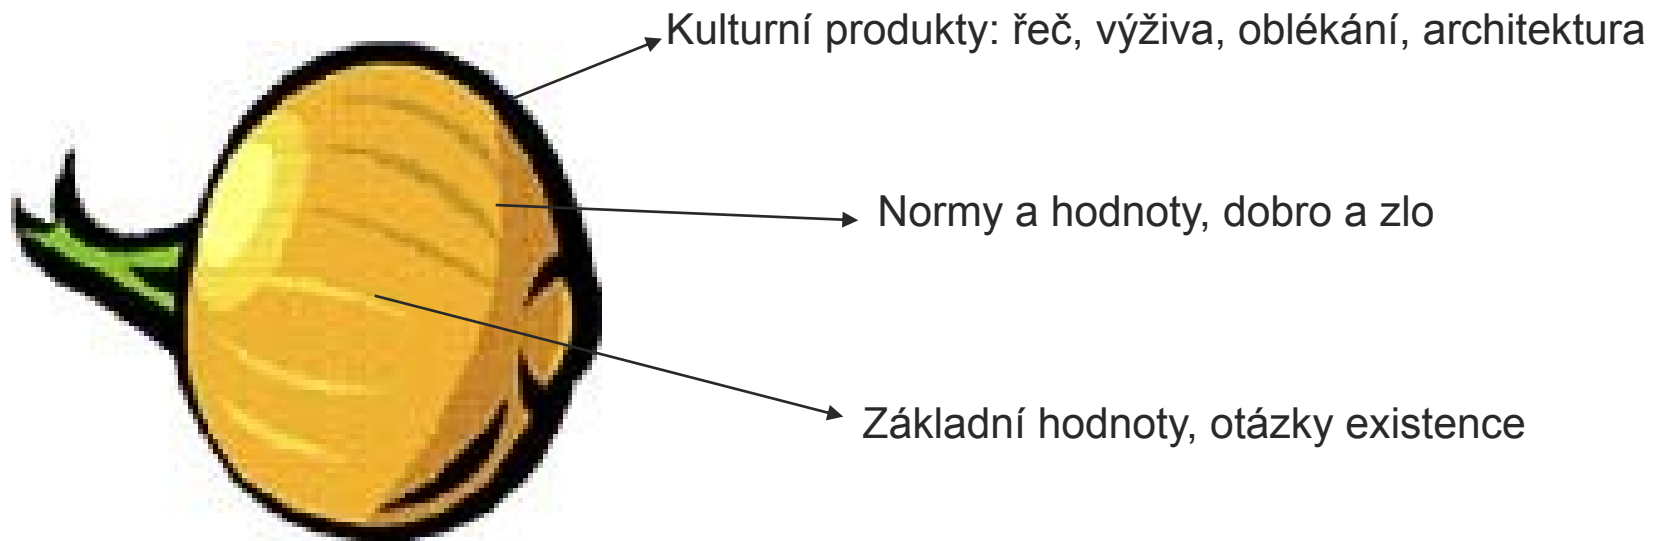 Kulturní produkty: řeč, výživa, oblékání, architektura
Normy a hodnoty, dobro a zlo
Základní hodnoty, otázky existence